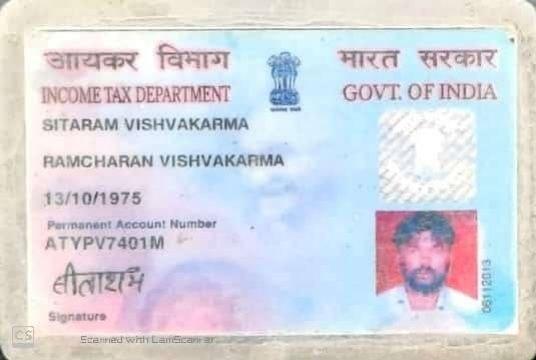 आयकर विभाग भारत सरकार
INCOME TAX DEPARTMENT GOVT. OF INDIA
SITARAM VISHVAKARMA
RAMCHARAN VISHVAKARMA
13/10/1975
Permanent Account Number
ATYPV7401M
सीताराम
Signature
06112013
CS Scanned with CamScanner